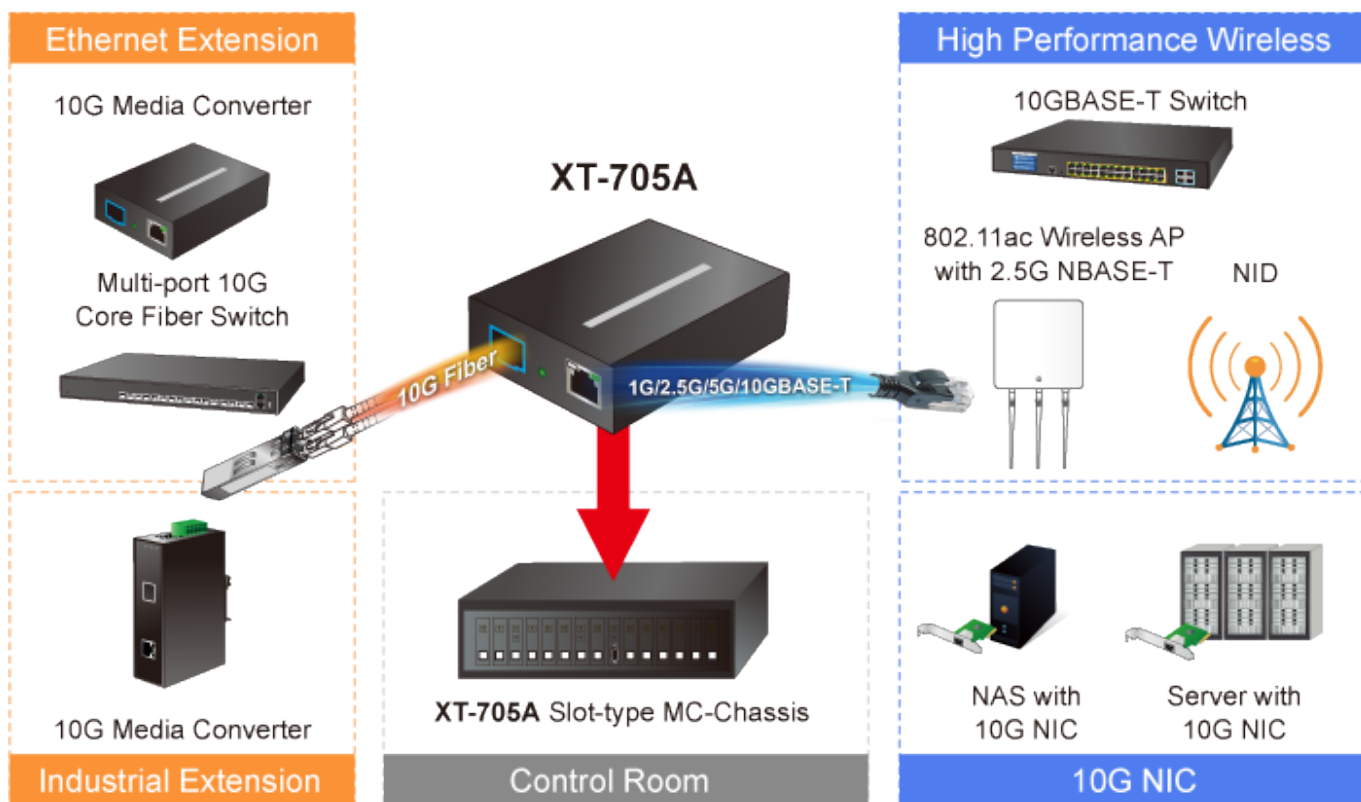 Ethernet Extension
10G Media Converter
Multi-port 10G
Core Fiber Switch
10G Media Converter
Industrial Extension
XT-705A
10G Fiber
1G/2.5G/5G/10GBASE-T
XT-705A Slot-type MC-Chassis
Control Room
High Performance Wireless
10GBASE-T Switch
802.11ac Wireless AP
with 2.5G NBASE-T
NID
NAS with
10G NIC
Server with
10G NIC
10G NIC